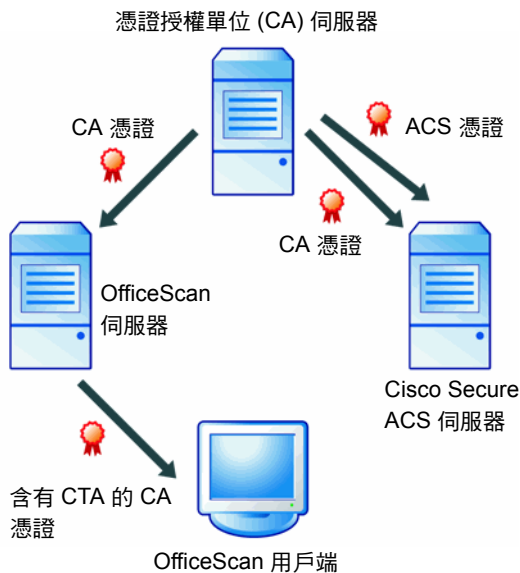 憑證授權單位 (CA) 伺服器
CA 憑證
ACS 憑證
CA 憑證
OfficeScan
伺服器
Cisco Secure
ACS 伺服器
含有 CTA 的 CA
憑證
OfficeScan 用戶端